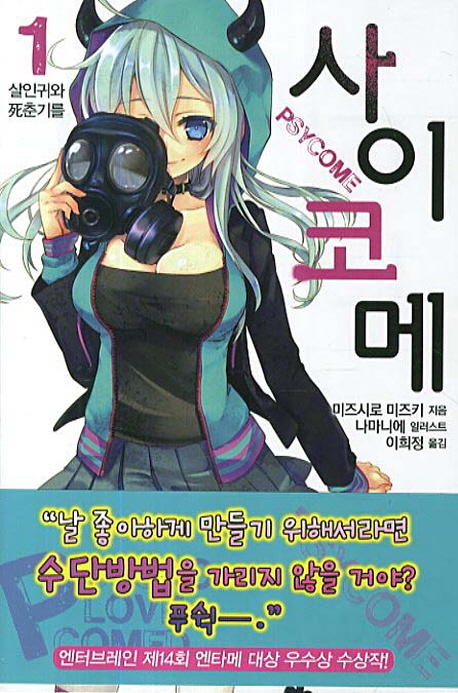 1
살인귀와
死춘기를
사이코메
PSYCOME
미즈시로 미즈키 지음
나마니에 일러스트
이희정 옮김
“날 좋아하게 만들기 위해서라면
수단방법을 가리지 않을 거야?
푸쉭—.”
엔터브레인 제14회 엔타메 대상 우수상 수상작!